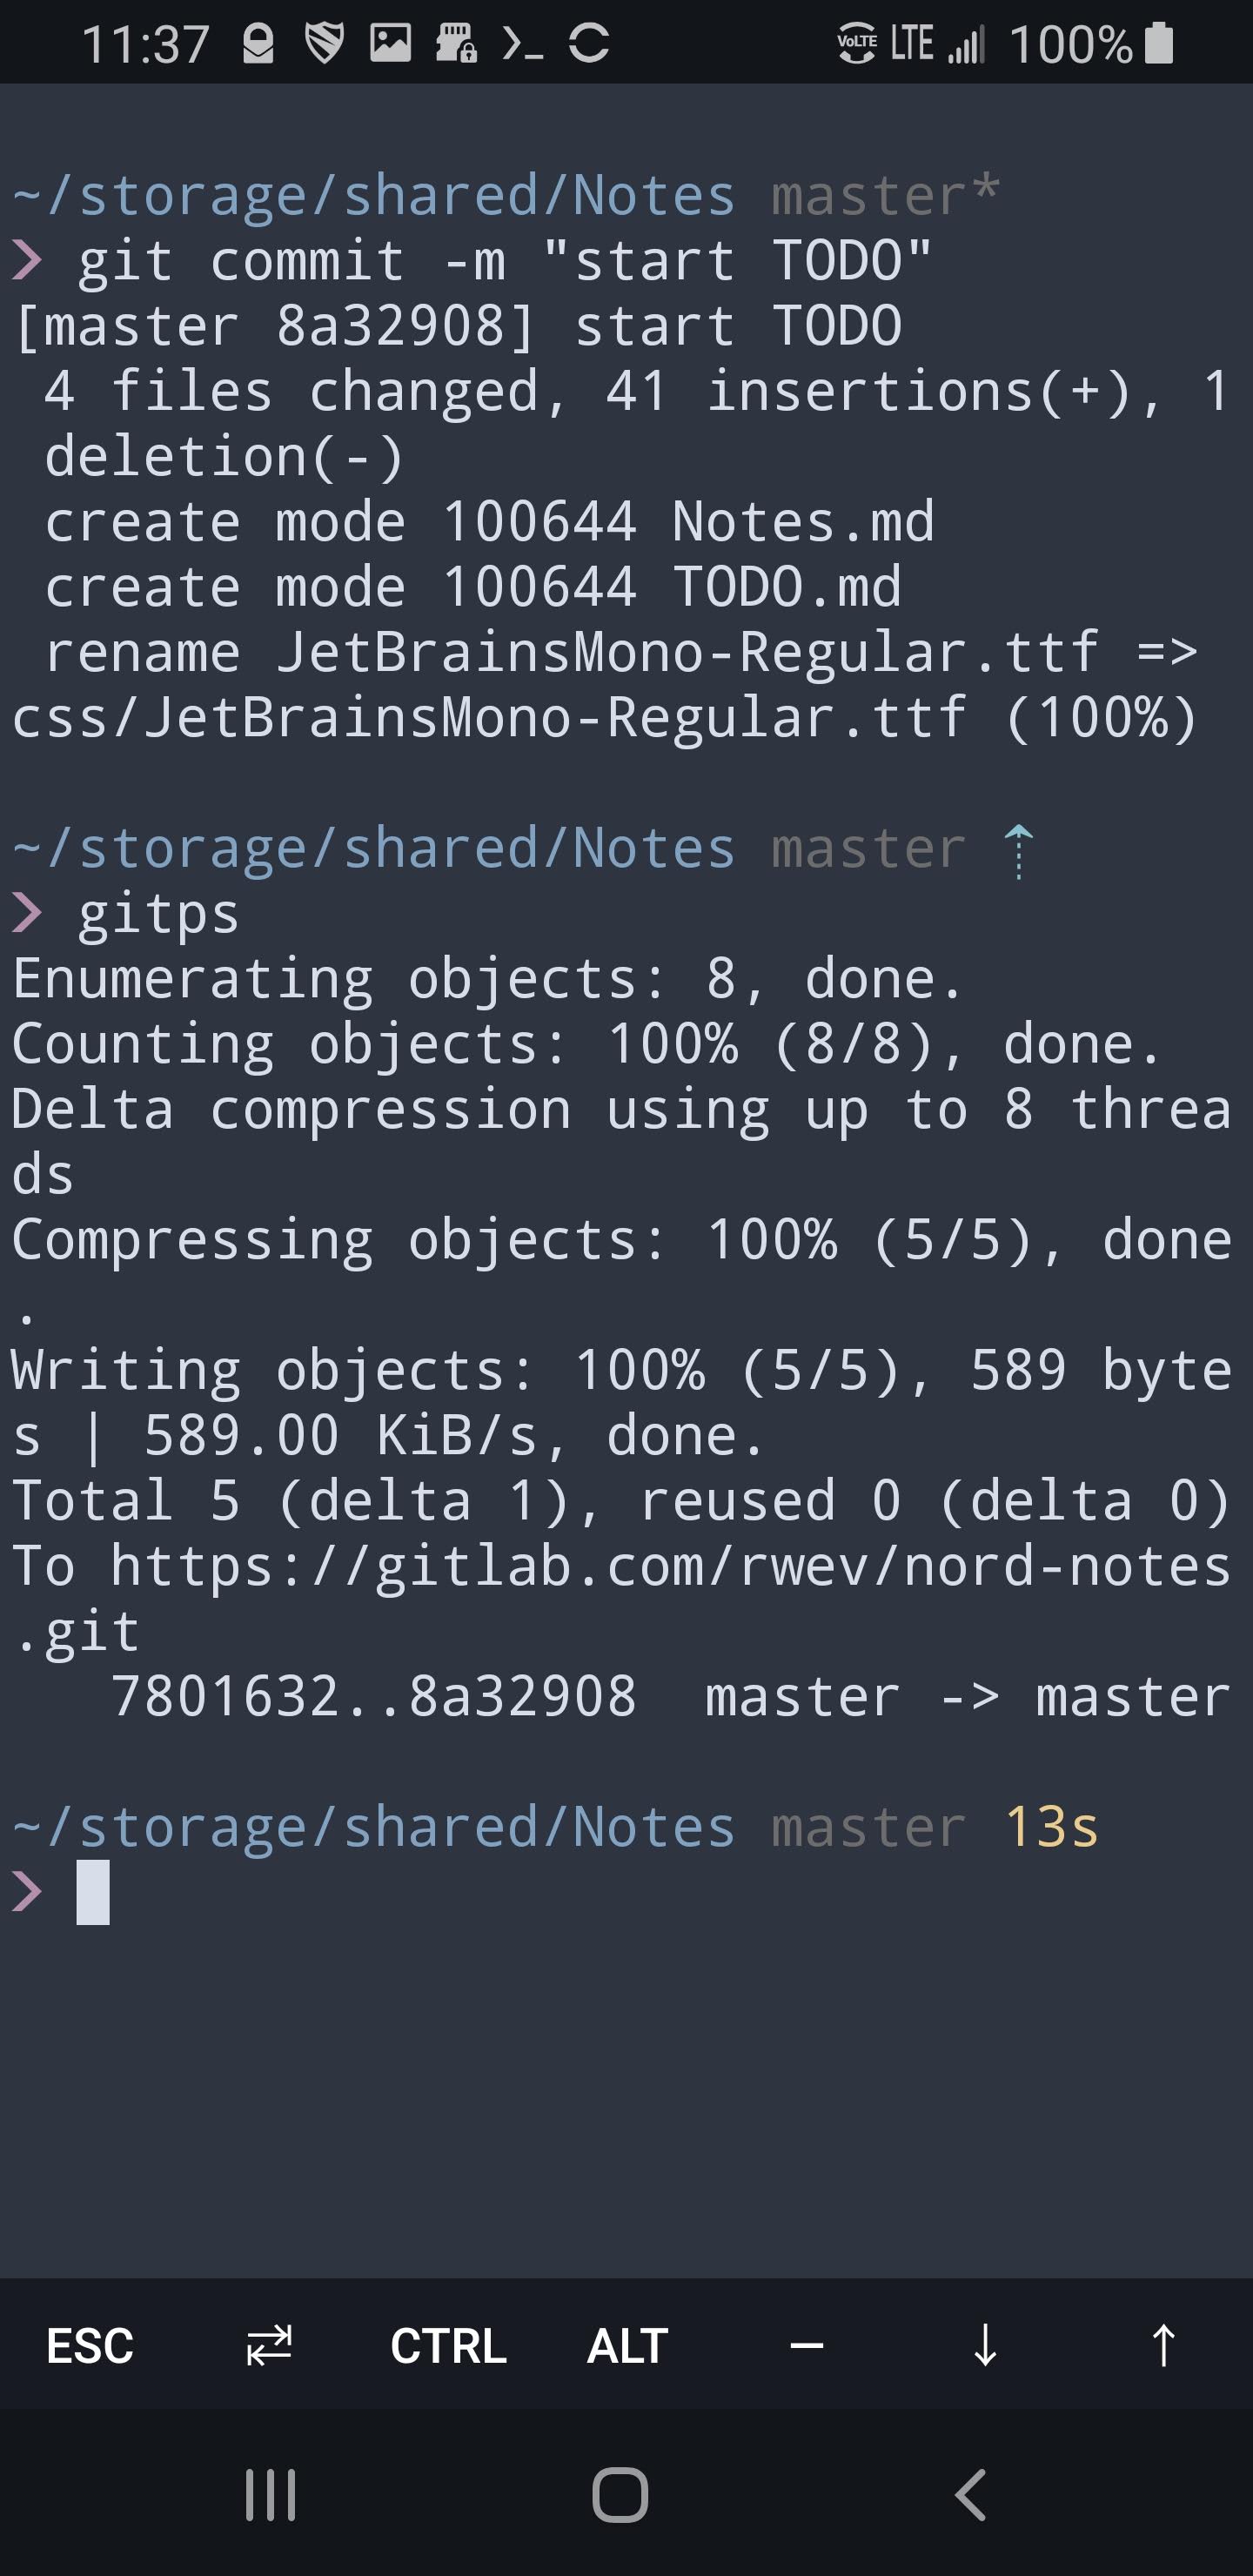 11:37 VoLTE LTE 100%
~/storage/shared/Notes master*
❯ git commit -m "start TODO"
[master 8a32908] start TODO
 4 files changed, 41 insertions(+), 1
 deletion(-)
 create mode 100644 Notes.md
 create mode 100644 TODO.md
 rename JetBrainsMono-Regular.ttf =>
css/JetBrainsMono-Regular.ttf (100%)
~/storage/shared/Notes master ⇡
❯ gitps
Enumerating objects: 8, done.
Counting objects: 100% (8/8), done.
Delta compression using up to 8 threa
ds
Compressing objects: 100% (5/5), done
.
Writing objects: 100% (5/5), 589 byte
s | 589.00 KiB/s, done.
Total 5 (delta 1), reused 0 (delta 0)
To https://gitlab.com/rwev/nord-notes
.git
   7801632..8a32908  master -> master
~/storage/shared/Notes master 13s
❯
ESC ⇄ CTRL ALT — ↓ ↑